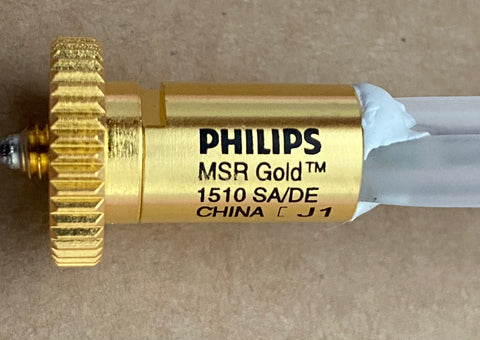 PHILIPS
MSR Gold™
1510 SA/DE
CHINA [ J1